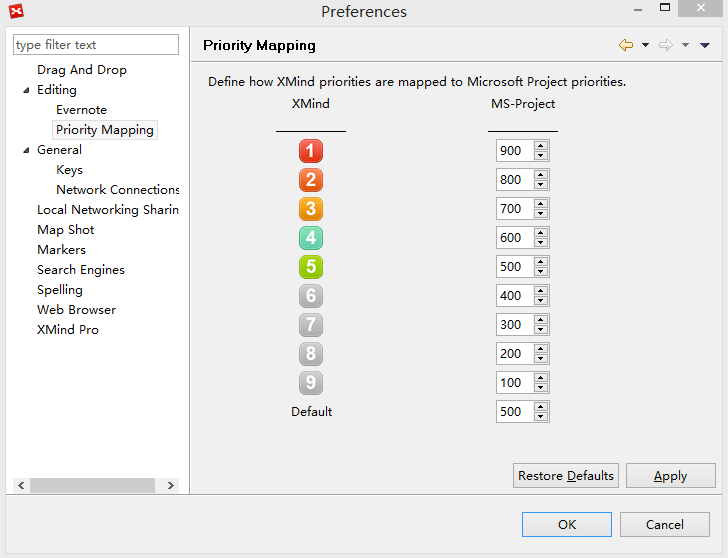 Preferences
type filter text
Drag And Drop
Editing
Evernote
Priority Mapping
General
Keys
Network Connections
Local Networking Sharin
Map Shot
Markers
Search Engines
Spelling
Web Browser
XMind Pro
Priority Mapping
Define how XMind priorities are mapped to Microsoft Project priorities.
XMind MS-Project
1 900
2 800
3 700
4 600
5 500
6 400
7 300
8 200
9 100
Default 500
Restore Defaults Apply
OK Cancel